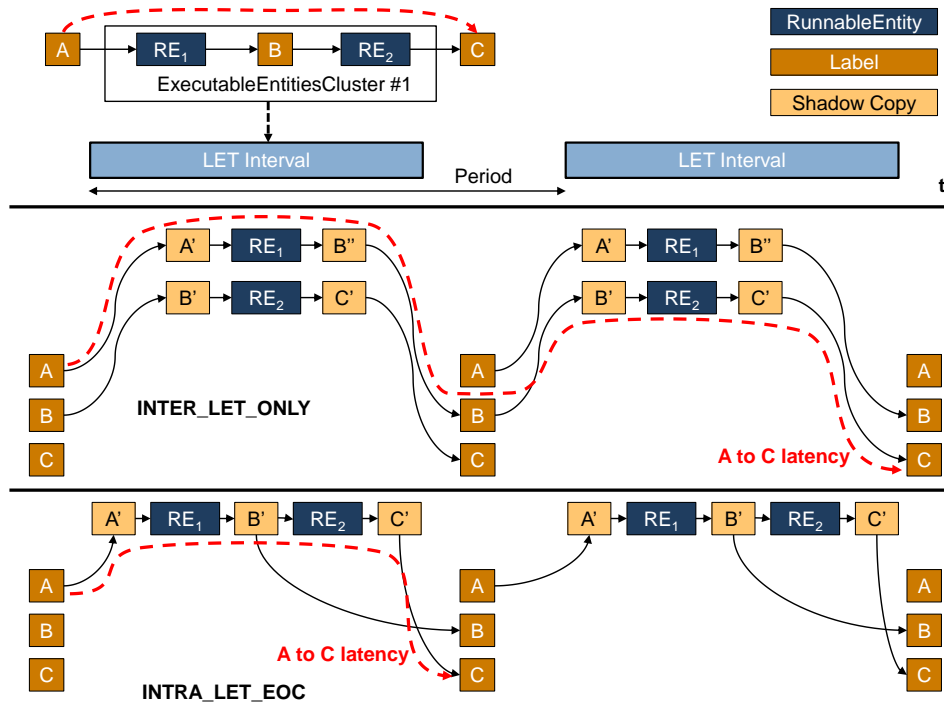 A
RE1
B
RE2
C
ExecutableEntitiesCluster #1
RunnableEntity
Label
Shadow Copy
LET Interval
LET Interval
Period
t
A'
RE1
B''
A'
RE1
B''
B'
RE2
C'
B'
RE2
C'
A
A
A
B
B
B
INTER_LET_ONLY
C
C
C
A to C latency
A'
RE1
B'
RE2
C'
A'
RE1
B'
RE2
C'
A
A
A
B
B
B
A to C latency
C
C
C
INTRA_LET_EOC